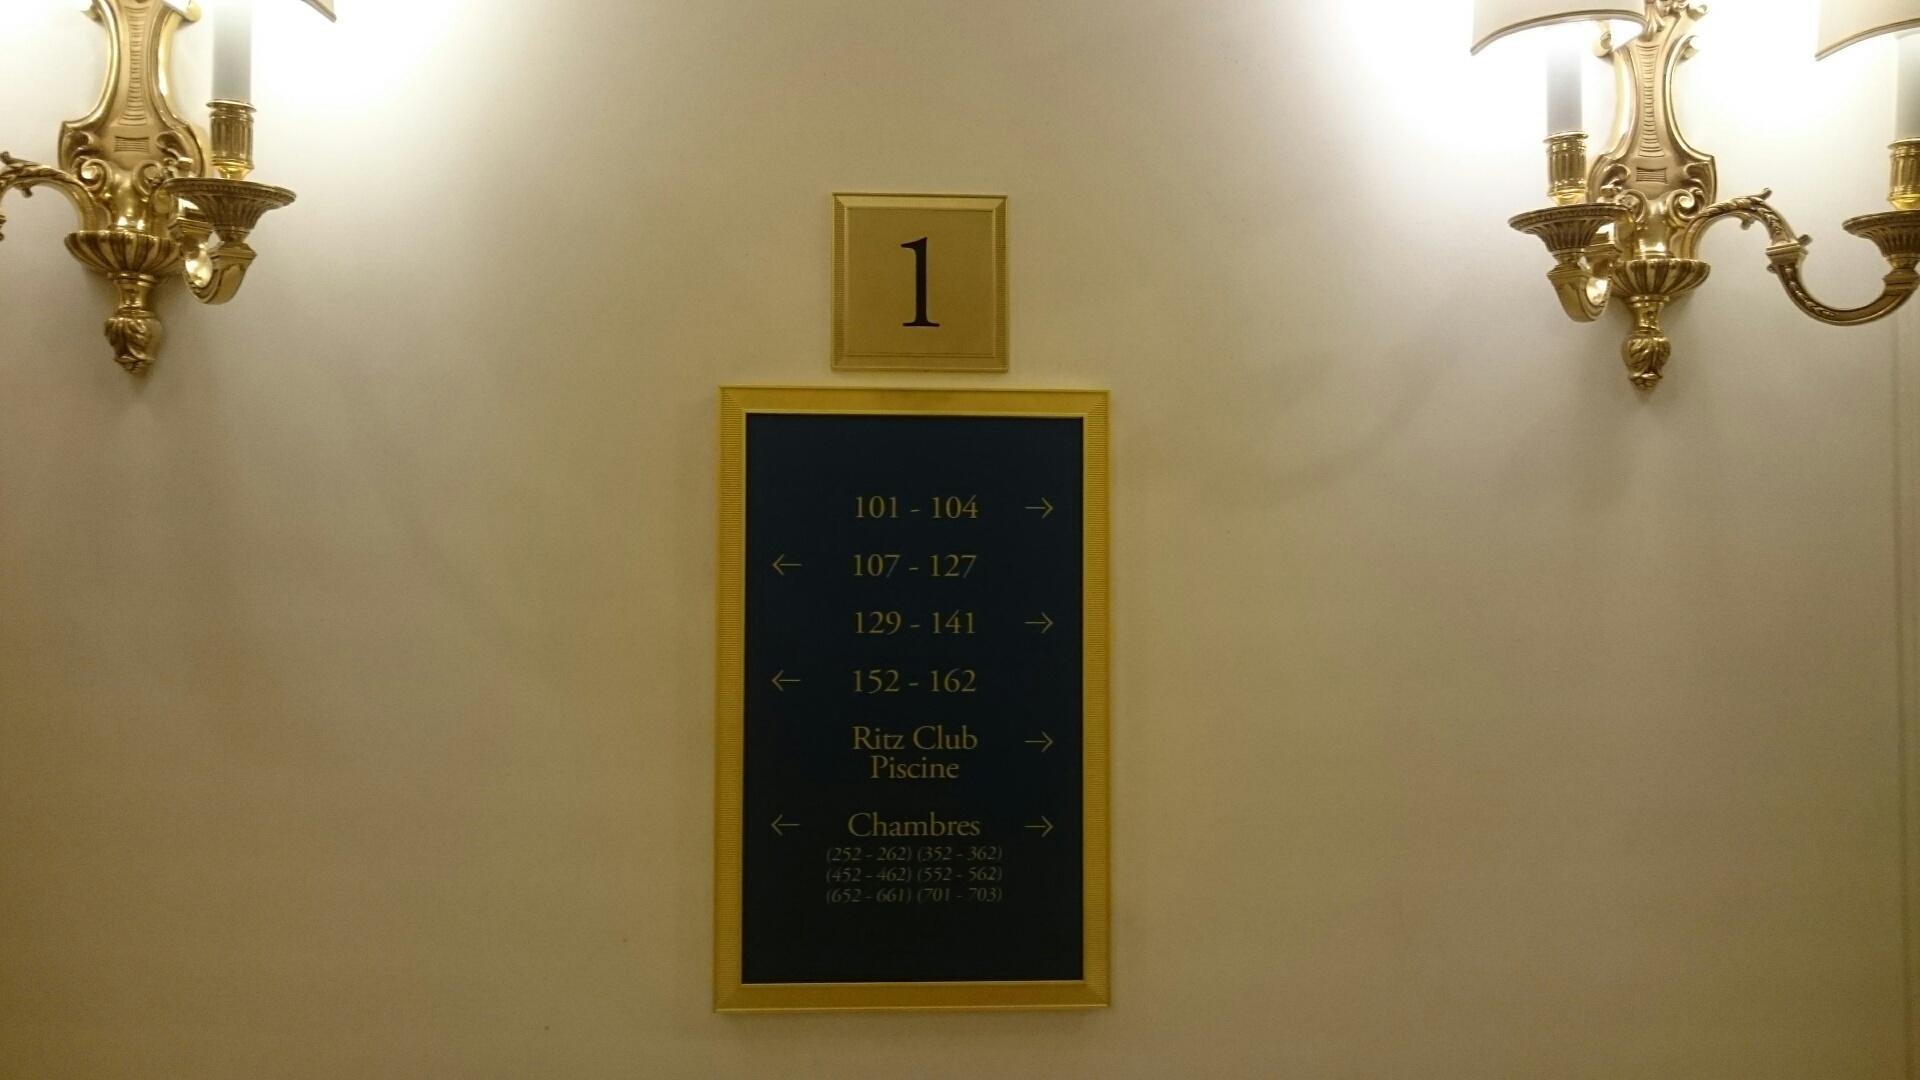 1
101 - 104 →
← 107 - 127
129 - 141 →
← 152 - 162
Ritz Club →
Piscine
← Chambres →
(252 - 262) (352 - 362)
(452 - 462) (552 - 562)
(652 - 661) (701 - 703)